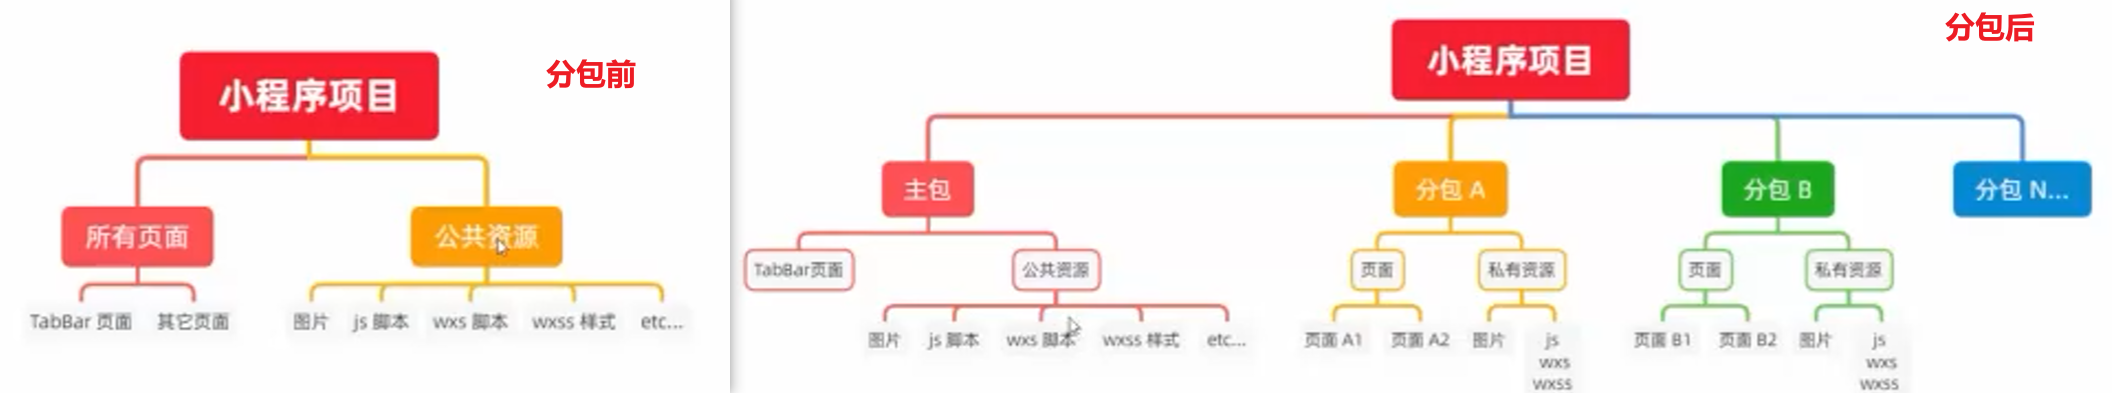 分包前
小程序项目
所有页面
公共资源
TabBar 页面
其它页面
图片
js 脚本
wxs 脚本
wxss 样式
etc...
分包后
小程序项目
主包
分包 A
分包 B
分包 N...
TabBar页面
公共资源
页面
私有资源
页面
私有资源
图片
js 脚本
wxs 脚本
wxss 样式
etc...
页面 A1
页面 A2
图片
js
wxs
wxss
页面 B1
页面 B2
图片
js
wxs
wxss